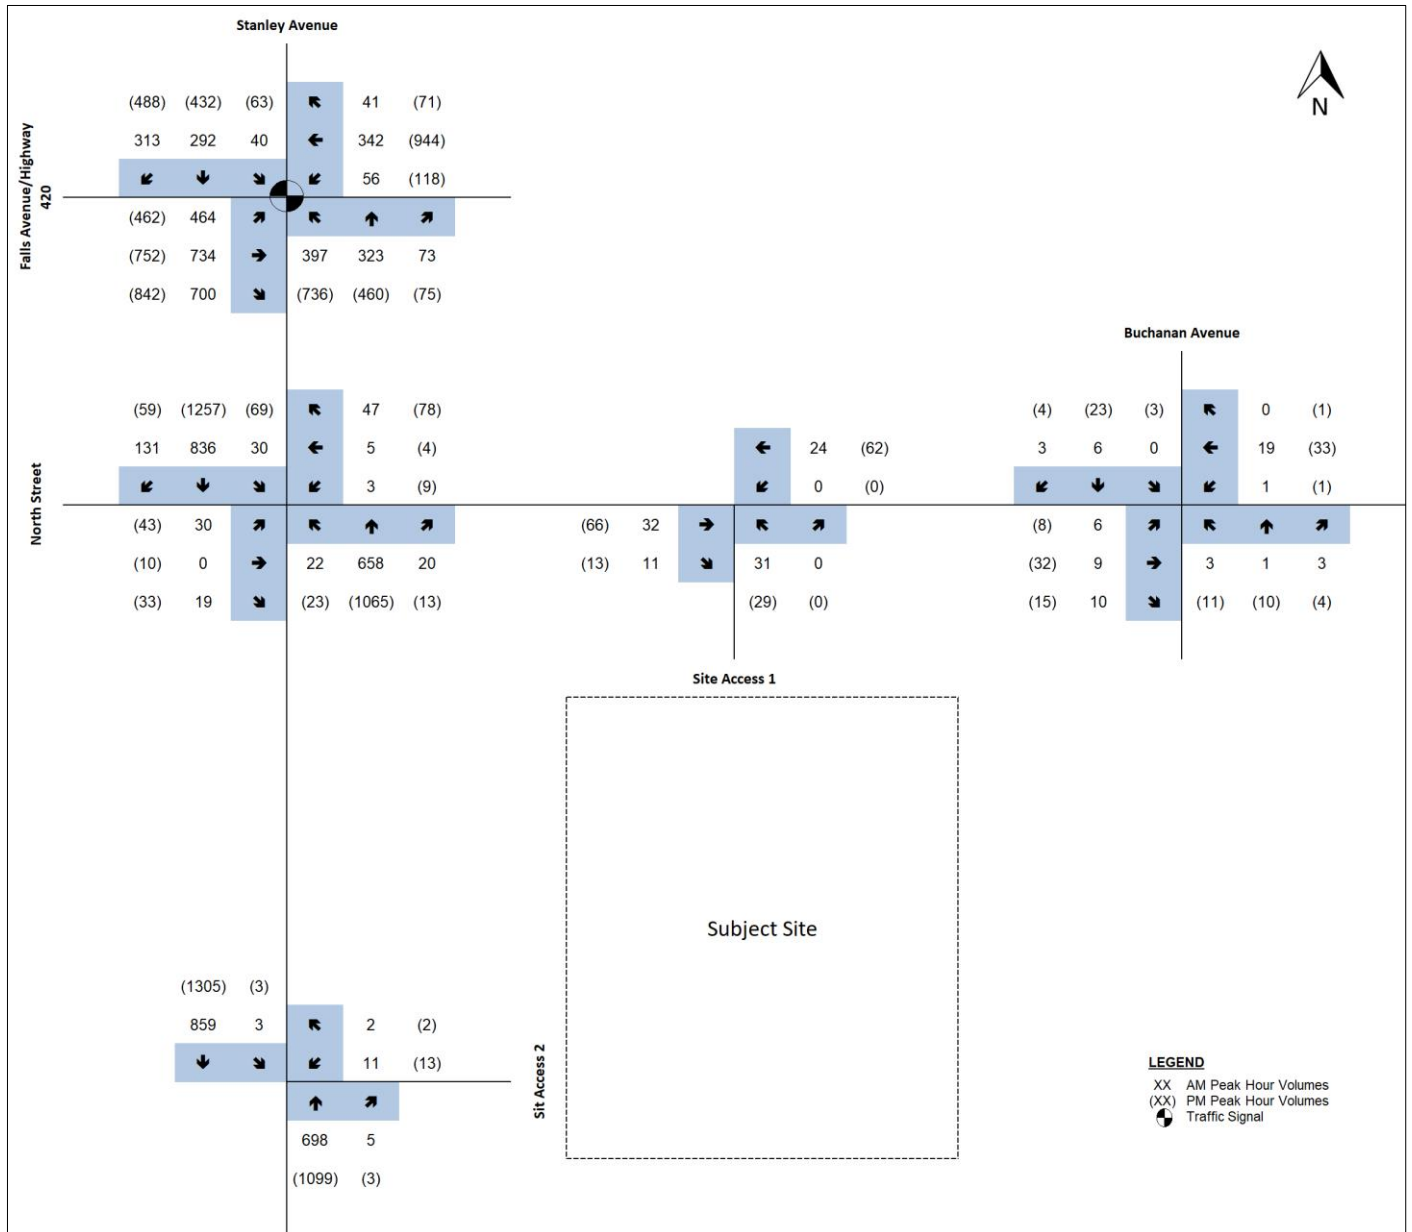 Stanley Avenue
(488) (432) (63) 41 (71)
313 292 40 342 (944)
56 (118)
Falls Avenue/Highway
420
(462) 464
(752) 734 397 323 73
(842) 700 (736) (460) (75)
N
Buchanan Avenue
(59) (1257) (69) 47 (78)
131 836 30 5 (4)
3 (9)
North Street
(43) 30
(10) 0 22 658 20
(33) 19 (23) (1065) (13)
24 (62)
0 (0)
(66) 32
(13) 11 31 0
(29) (0)
Site Access 1
(4) (23) (3) 0 (1)
3 6 0 19 (33)
1 (1)
(8) 6
(32) 9 3 1 3
(15) 10 (11) (10) (4)
Subject Site
(1305) (3)
859 3 2 (2)
11 (13)
Sit Access 2
698 5
(1099) (3)
LEGEND
XX AM Peak Hour Volumes
(XX) PM Peak Hour Volumes
Traffic Signal